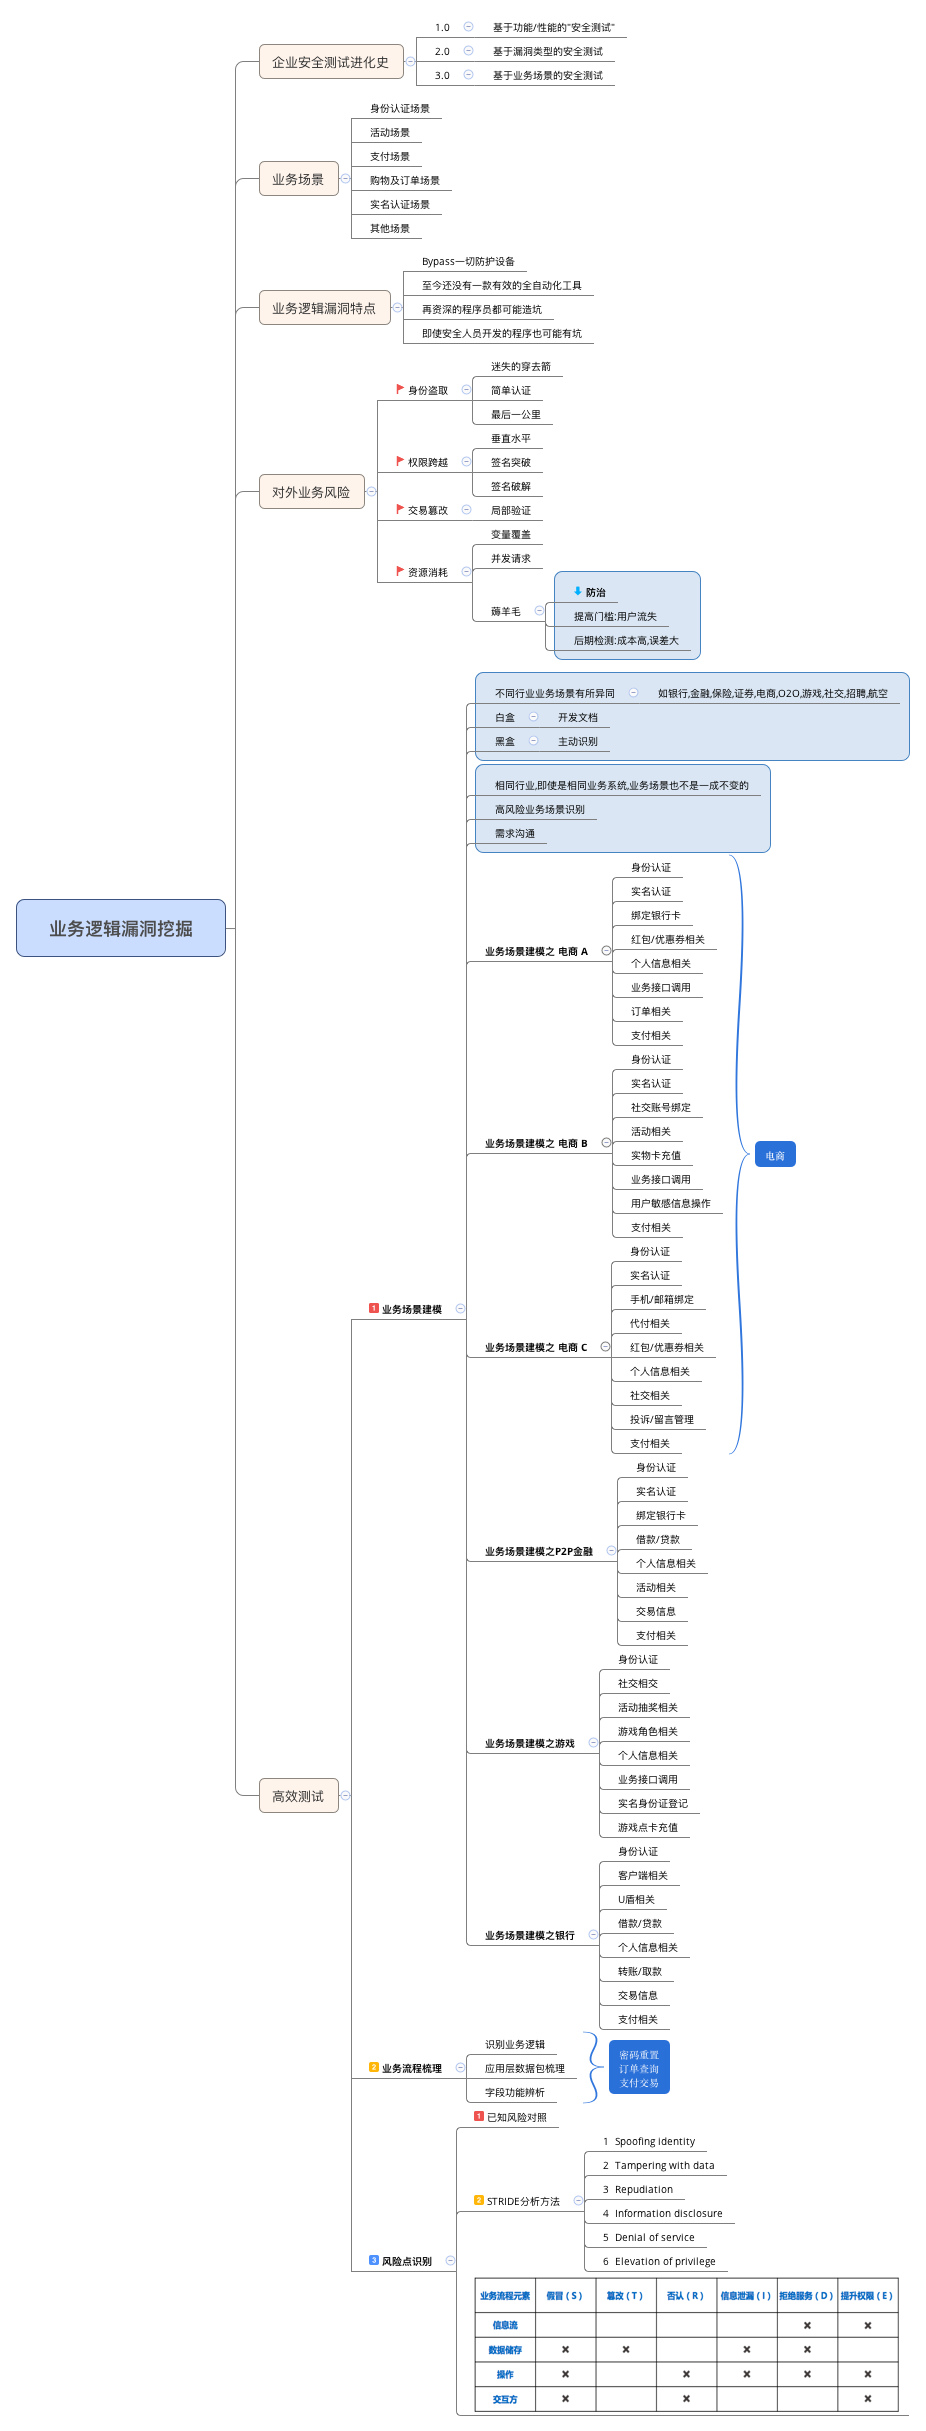 业务逻辑漏洞挖掘
企业安全测试进化史
1.0 基于功能/性能的"安全测试"
2.0 基于漏洞类型的安全测试
3.0 基于业务场景的安全测试
业务场景
身份认证场景
活动场景
支付场景
购物及订单场景
实名认证场景
其他场景
业务逻辑漏洞特点
Bypass一切防护设备
至今还没有一款有效的全自动化工具
再资深的程序员都可能造坑
即使安全人员开发的程序也可能有坑
对外业务风险
身份盗取
迷失的穿去箭
简单认证
最后一公里
权限跨越
垂直水平
签名突破
签名破解
交易篡改
局部验证
资源消耗
变量覆盖
并发请求
薅羊毛
防治
提高门槛:用户流失
后期检测:成本高,误差大
高效测试
1 业务场景建模
不同行业业务场景有所异同
如银行,金融,保险,证券,电商,O2O,游戏,社交,招聘,航空
白盒 开发文档
黑盒 主动识别
相同行业,即使是相同业务系统,业务场景也不是一成不变的
高风险业务场景识别
需求沟通
业务场景建模之 电商 A
身份认证
实名认证
绑定银行卡
红包/优惠券相关
个人信息相关
业务接口调用
订单相关
支付相关
业务场景建模之 电商 B
身份认证
实名认证
社交账号绑定
活动相关
实物卡充值
业务接口调用
用户敏感信息操作
支付相关
业务场景建模之 电商 C
身份认证
实名认证
手机/邮箱绑定
代付相关
红包/优惠券相关
个人信息相关
社交相关
投诉/留言管理
支付相关
电商
业务场景建模之P2P金融
身份认证
实名认证
绑定银行卡
借款/贷款
个人信息相关
活动相关
交易信息
支付相关
业务场景建模之游戏
身份认证
社交相交
活动抽奖相关
游戏角色相关
个人信息相关
业务接口调用
实名身份证登记
游戏点卡充值
业务场景建模之银行
身份认证
客户端相关
U盾相关
借款/贷款
个人信息相关
转账/取款
交易信息
支付相关
2 业务流程梳理
识别业务逻辑
应用层数据包梳理
字段功能辨析
密码重置
订单查询
支付交易
3 风险点识别
1 已知风险对照
2 STRIDE分析方法
1 Spoofing identity
2 Tampering with data
3 Repudiation
4 Information disclosure
5 Denial of service
6 Elevation of privilege
业务流程元素 假冒（S） 篡改（T） 否认（R） 信息泄漏（I） 拒绝服务（D） 提升权限（E）
信息流 ✖ ✖
数据储存 ✖ ✖ ✖ ✖
操作 ✖ ✖ ✖ ✖ ✖
交互方 ✖ ✖ ✖